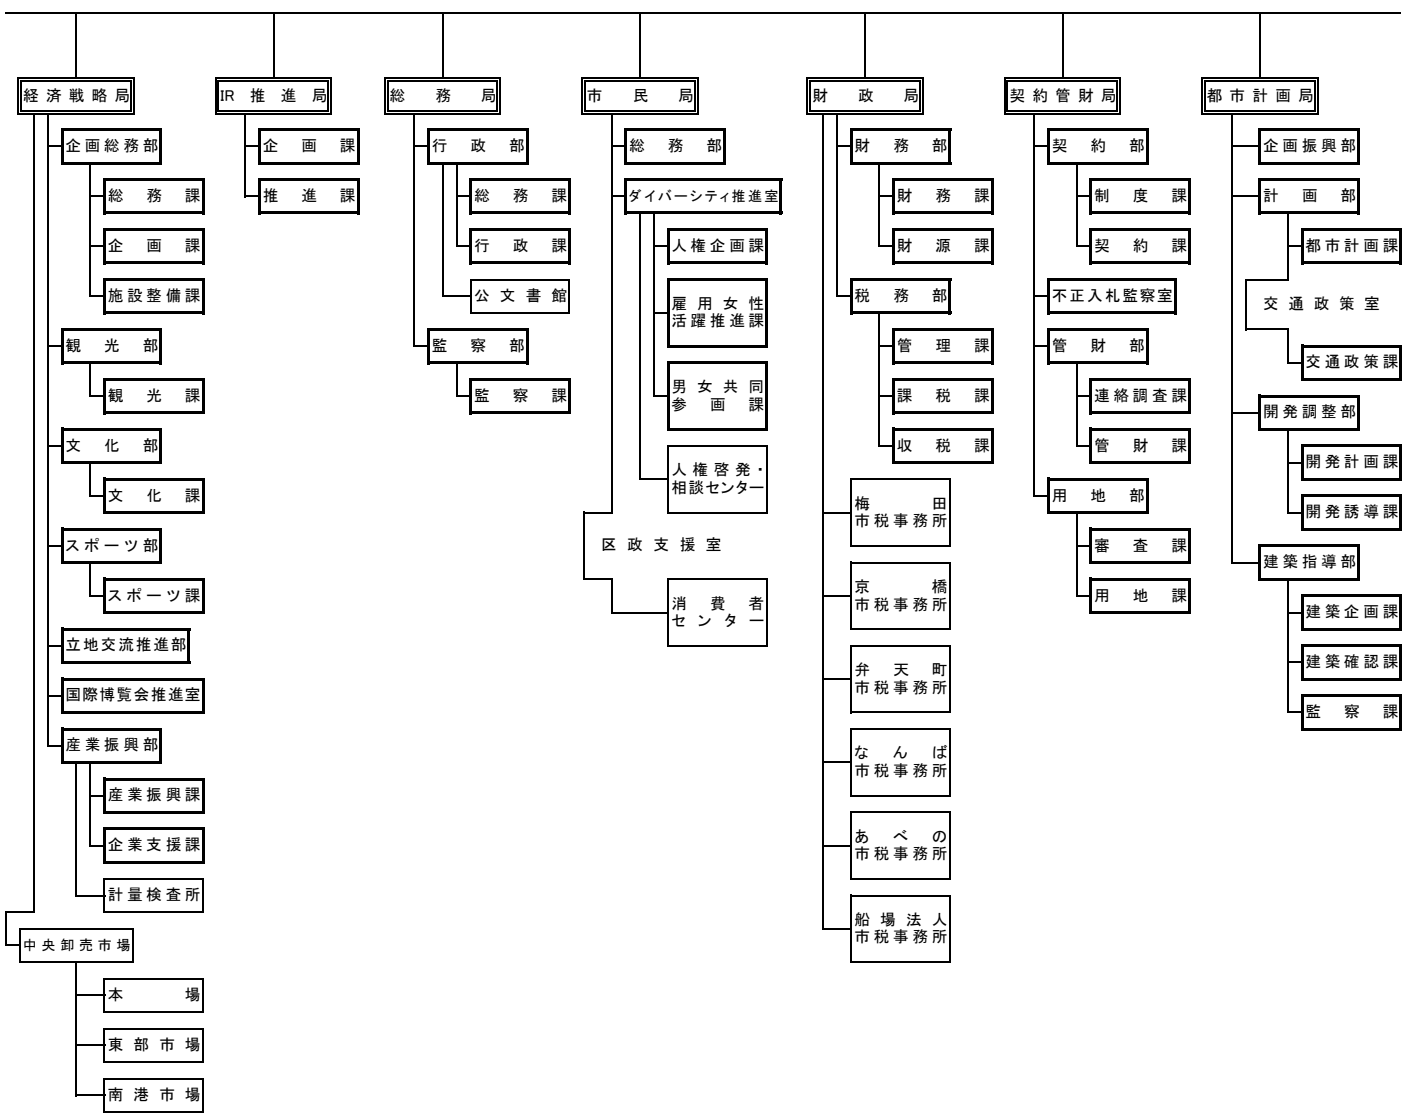 経済戦略局
企画総務部
総務課
企画課
施設整備課
観光部
観光課
文化部
文化課
スポーツ部
スポーツ課
立地交流推進部
国際博覧会推進室
産業振興部
産業振興課
企業支援課
計量検査所
中央卸売市場
本場
東部市場
南港市場
IR推進局
企画課
推進課
総務局
行政部
総務課
行政課
公文書館
監察部
監察課
市民局
総務部
ダイバーシティ推進室
人権企画課
雇用女性
活躍推進課
男女共同
参画課
人権啓発・
相談センター
区政支援室
消費者
センター
財政局
財務部
財務課
財源課
税務部
管理課
課税課
収税課
梅田
市税事務所
京橋
市税事務所
弁天町
市税事務所
なんば
市税事務所
あべの
市税事務所
船場法人
市税事務所
契約管財局
契約部
制度課
契約課
不正入札監察室
管財部
連絡調査課
管財課
用地部
審査課
用地課
都市計画局
企画振興部
計画部
都市計画課
交通政策室
交通政策課
開発調整部
開発計画課
開発誘導課
建築指導部
建築企画課
建築確認課
監察課